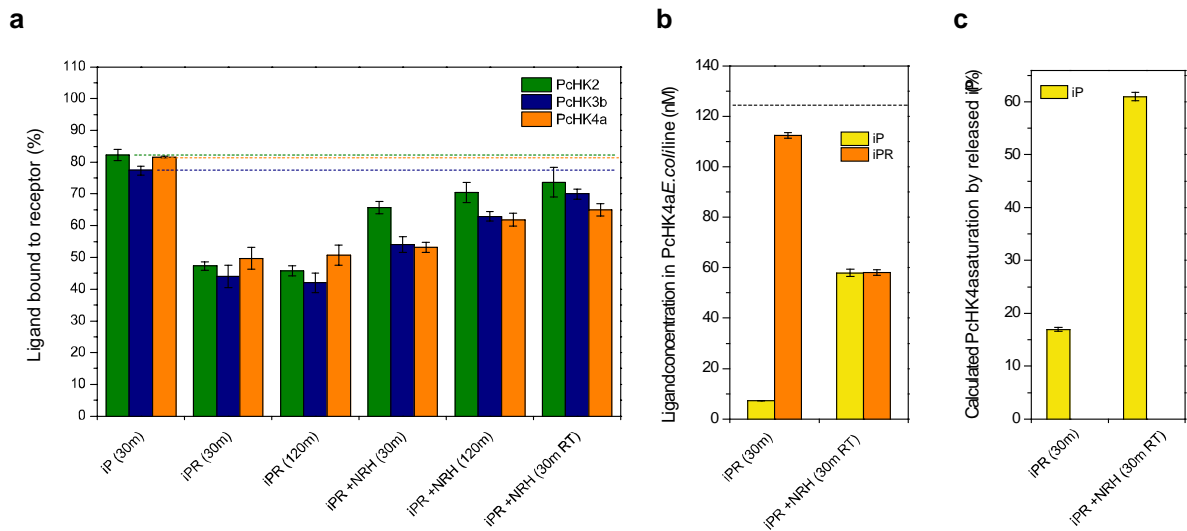 a
Ligand bound to receptor (%)
110
100
90
80
70
60
50
40
30
20
10
0
PcHK2
PcHK3b
PcHK4a
iP (30m)
iPR (30m)
iPR (120m)
iPR +NRH (30m)
iPR +NRH (120m)
iPR +NRH (30m RT)
b
Ligandconcentration in PcHK4aE.coliline (nM)
140
120
100
80
60
40
20
0
iP
iPR
iPR (30m)
iPR +NRH (30m RT)
c
Calculated PcHK4asaturation by released iP(%)
60
50
40
30
20
10
0
iP
iPR (30m)
iPR +NRH (30m RT)